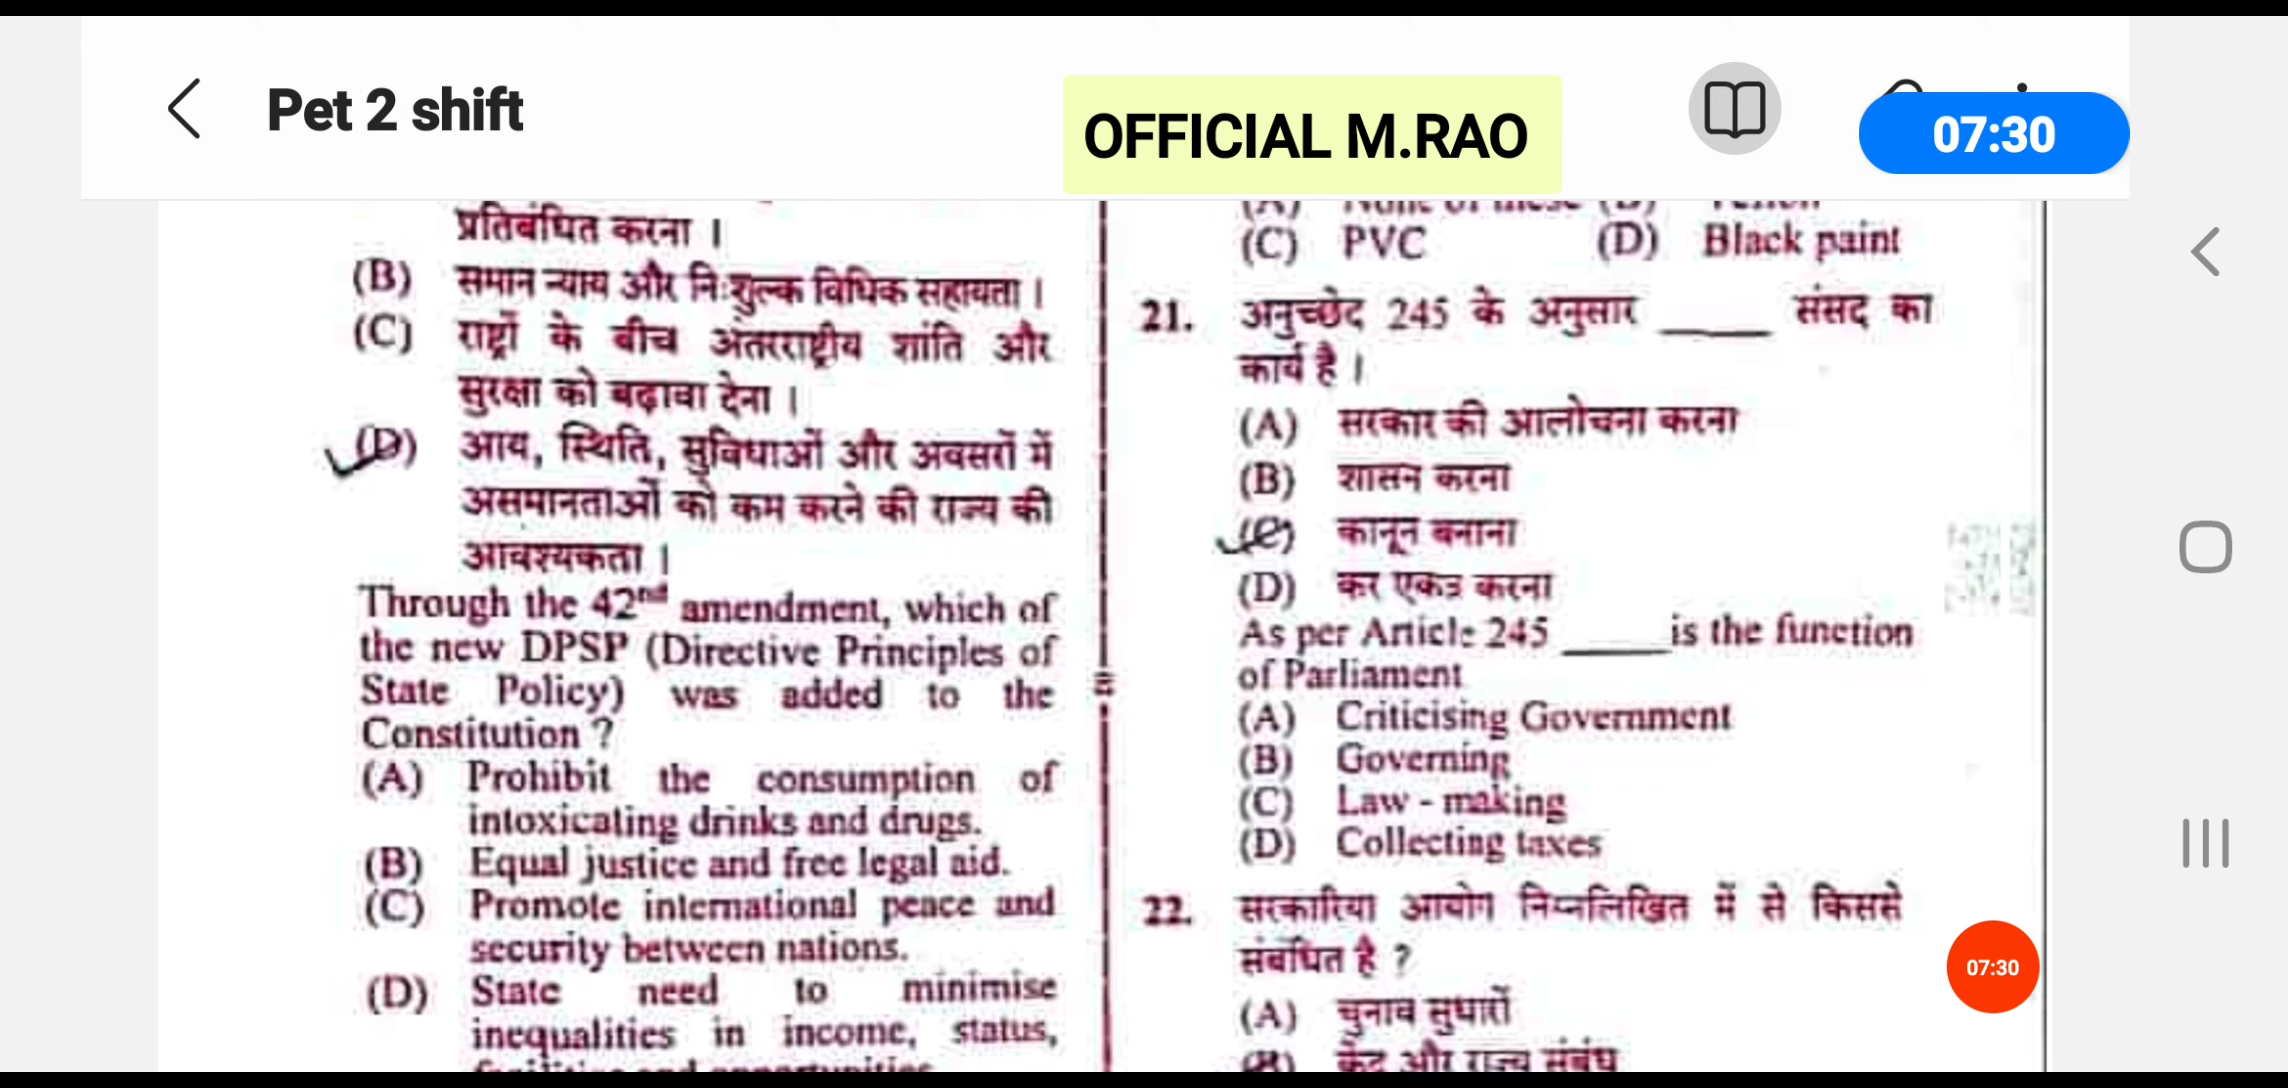 Pet 2 shift
OFFICIAL M.RAO
07:30
प्रतिबंधित करना ।
(B) समान न्याय और निःशुल्क विधिक सहायता ।
(C) राष्ट्रों के बीच अंतरराष्ट्रीय शांति और
सुरक्षा को बढ़ावा देना ।
(D) आय, स्थिति, सुविधाओं और अवसरों में
असमानताओं को कम करने की राज्य की
आवश्यकता ।
Through the 42nd amendment, which of
the new DPSP (Directive Principles of
State Policy) was added to the
Constitution ?
(A) Prohibit the consumption of
intoxicating drinks and drugs.
(B) Equal justice and free legal aid.
(C) Promote international peace and
security between nations.
(D) State need to minimise
inequalities in income, status,
(C) PVC (D) Black paint
21. अनुच्छेद 245 के अनुसार _____ संसद का
कार्य है ।
(A) सरकार की आलोचना करना
(B) शासन करना
(C) कानून बनाना
(D) कर एकत्र करना
As per Article 245 _____ is the function
of Parliament
(A) Criticising Government
(B) Governing
(C) Law - making
(D) Collecting taxes
22. सरकारिया आयोग निम्नलिखित में से किससे
संबंधित है ?
(A) चुनाव सुधारों
(B) केंद्र और राज्य संबंध
07:30